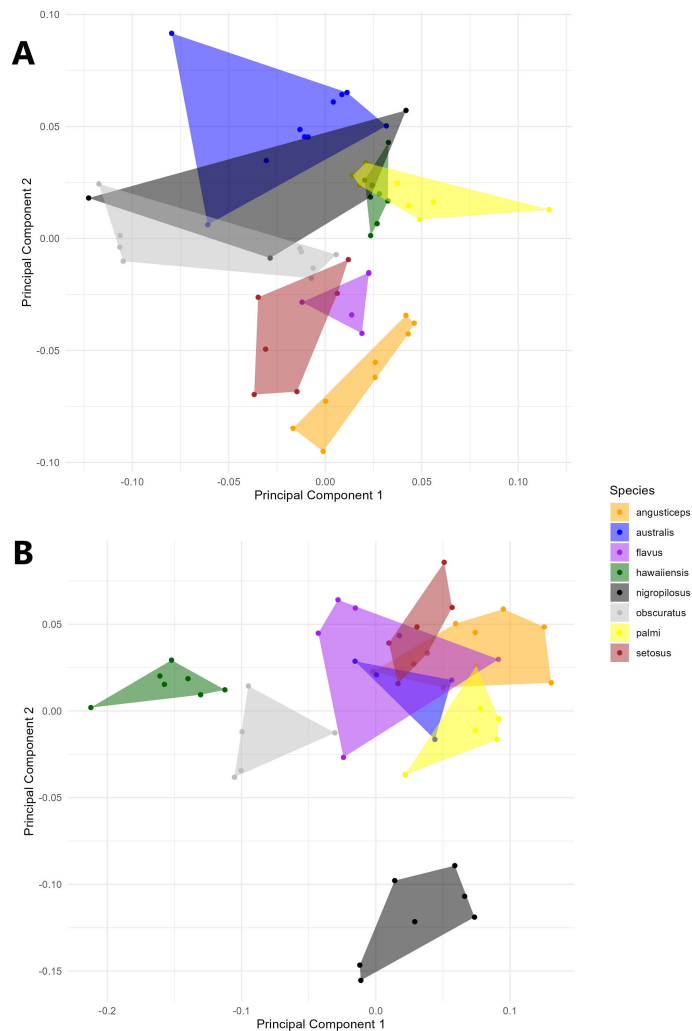 A
0.10
0.05
0.00
-0.05
-0.10
Principal Component 2
-0.10
-0.05
0.00
0.05
0.10
Principal Component 1
Species
angusticeps
australis
flavus
hawaiiensis
nigropilosus
obscuratus
palmi
setosus
B
0.05
0.00
-0.05
-0.10
-0.15
Principal Component 2
-0.2
-0.1
0.0
0.1
Principal Component 1